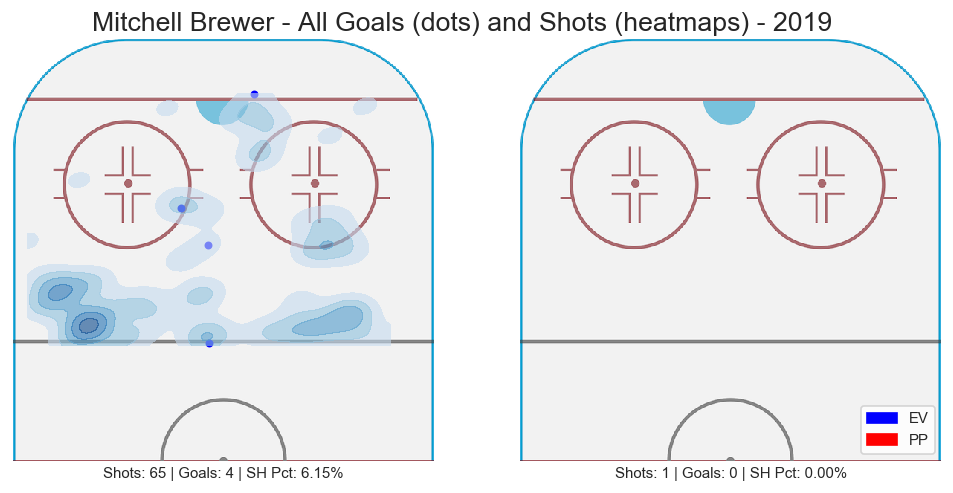 Mitchell Brewer - All Goals (dots) and Shots (heatmaps) - 2019
EV
PP
Shots: 65 | Goals: 4 | SH Pct: 6.15%
Shots: 1 | Goals: 0 | SH Pct: 0.00%